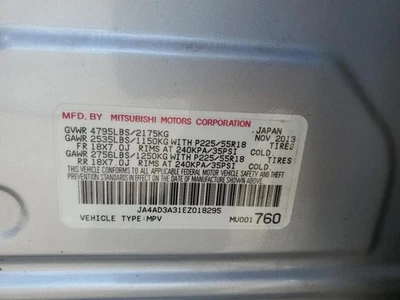 MFD BY MITSUBISHI MOTORS CORPORATION
JAPAN
GVWR 4795LBS/2175KG NOV 2013
GAWR 2535LBS/1150KG WITH P225/55R18 TIRES
FR 18X7.0J RIMS AT 240KPA/35PSI COLD
GAWR 2756LBS/1250KG WITH P225/55R18 TIRES
RR 18X7.0J RIMS AT 240KPA/35PSI COLD
THIS VEHICLE CONFORMS TO ALL APPLICABLE FEDERAL MOTOR VEHICLE SAFETY AND THEFT PREVENTION STANDARDS IN EFFECT ON THE DATE OF MANUFACTURE
JA4AD3A31EZ018295
VEHICLE TYPE:MPV MU001 760